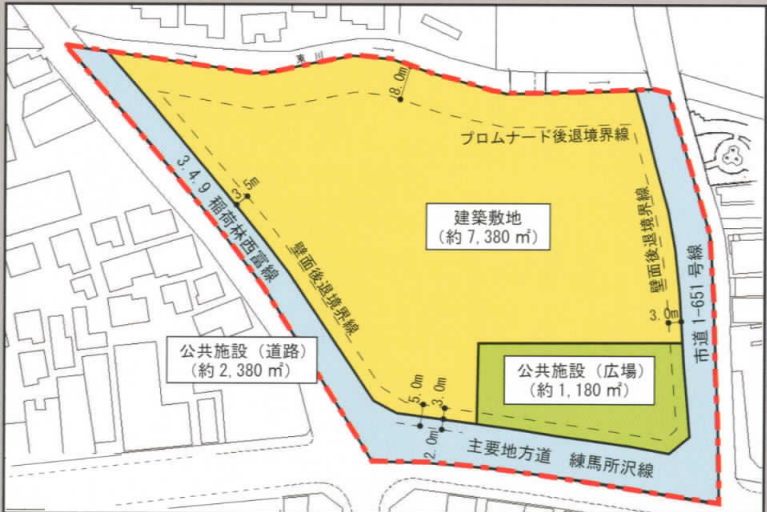 東川
8.0m
プロムナード後退境界線
3.5m
3.4.9 稲荷林西富線
壁面後退境界線
建築敷地
(約 7,380 ㎡)
壁面後退境界線
3.0m
市道 1-651 号線
公共施設（道路）
(約 2,380 ㎡)
公共施設（広場）
(約 1,180 ㎡)
5.0m
3.0m
2.0m
主要地方道 練馬所沢線